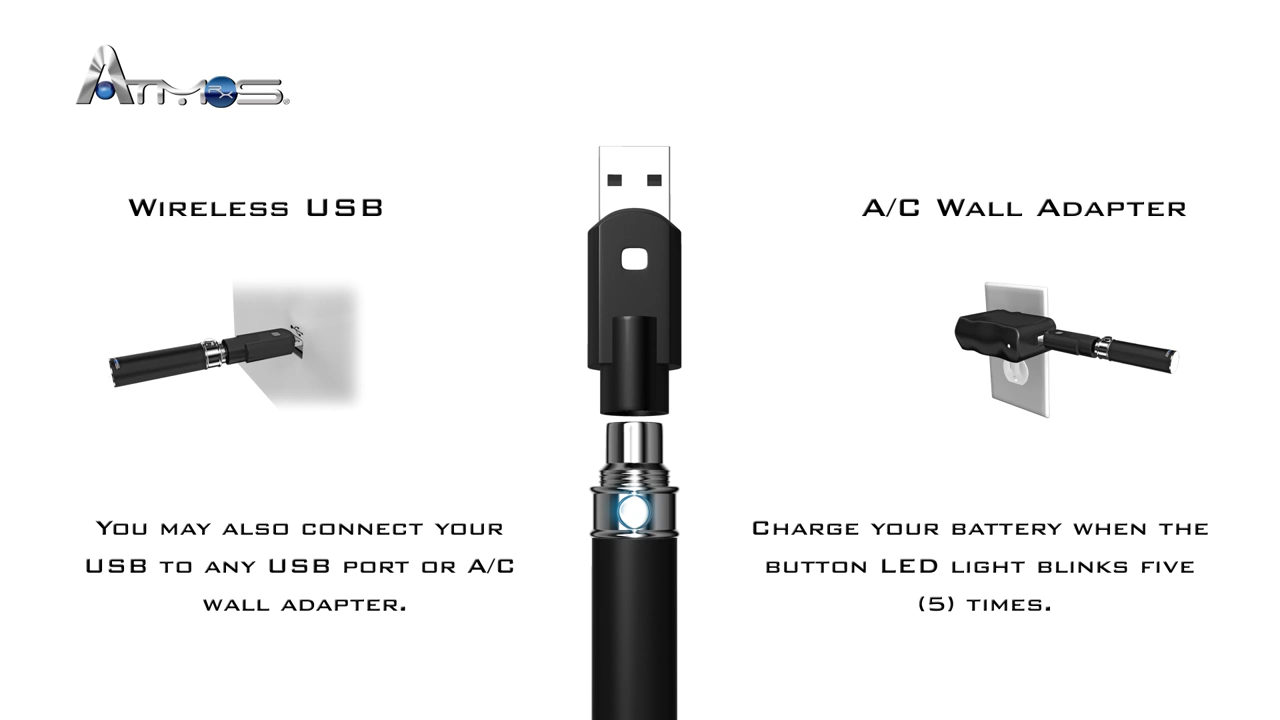 ATMOS RX ®
WIRELESS USB
A/C WALL ADAPTER
YOU MAY ALSO CONNECT YOUR
USB TO ANY USB PORT OR A/C
WALL ADAPTER.
CHARGE YOUR BATTERY WHEN THE
BUTTON LED LIGHT BLINKS FIVE
(5) TIMES.